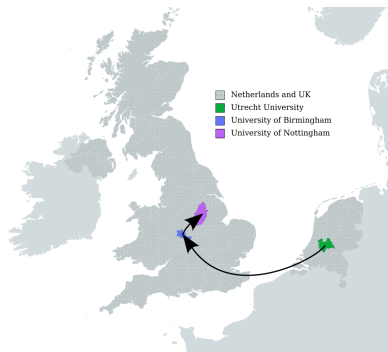 Netherlands and UK
Utrecht University
University of Birmingham
University of Nottingham